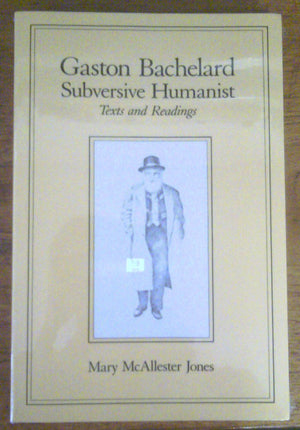 Gaston Bachelard
Subversive Humanist
Texts and Readings
Mary McAllester Jones